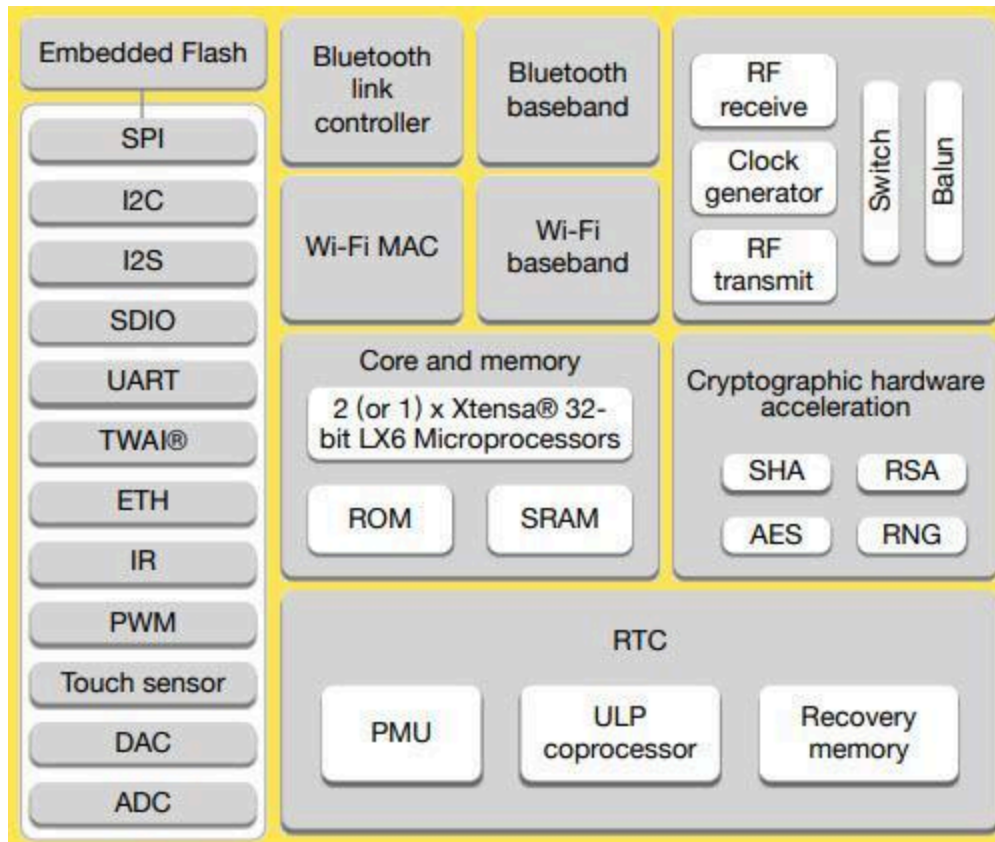 Embedded Flash
SPI
I2C
I2S
SDIO
UART
TWAI®
ETH
IR
PWM
Touch sensor
DAC
ADC
Bluetooth
link
controller
Bluetooth
baseband
Wi-Fi MAC
Wi-Fi
baseband
RF
receive
Clock
generator
RF
transmit
Switch
Balun
Core and memory
2 (or 1) x Xtensa® 32-
bit LX6 Microprocessors
ROM
SRAM
Cryptographic hardware
acceleration
SHA
RSA
AES
RNG
RTC
PMU
ULP
coprocessor
Recovery
memory